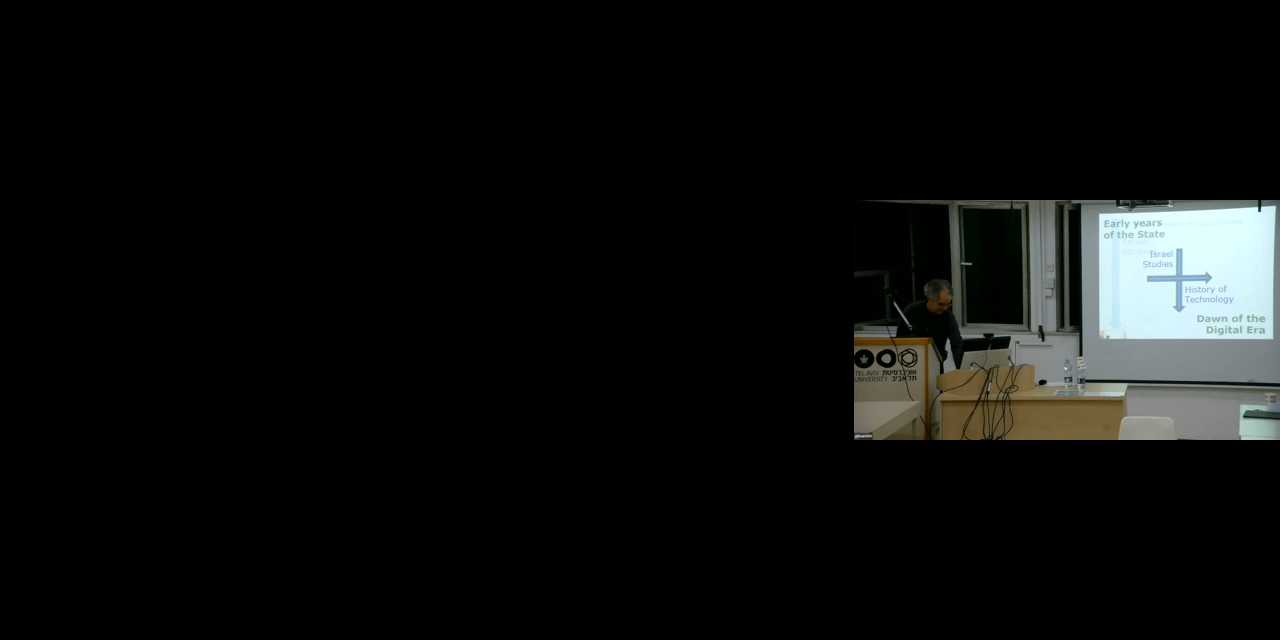 Early years
of the State
Israel
Studies
History of
Technology
Dawn of the
Digital Era
TEL AVIV אוניברסיטת
UNIVERSITY תל אביב